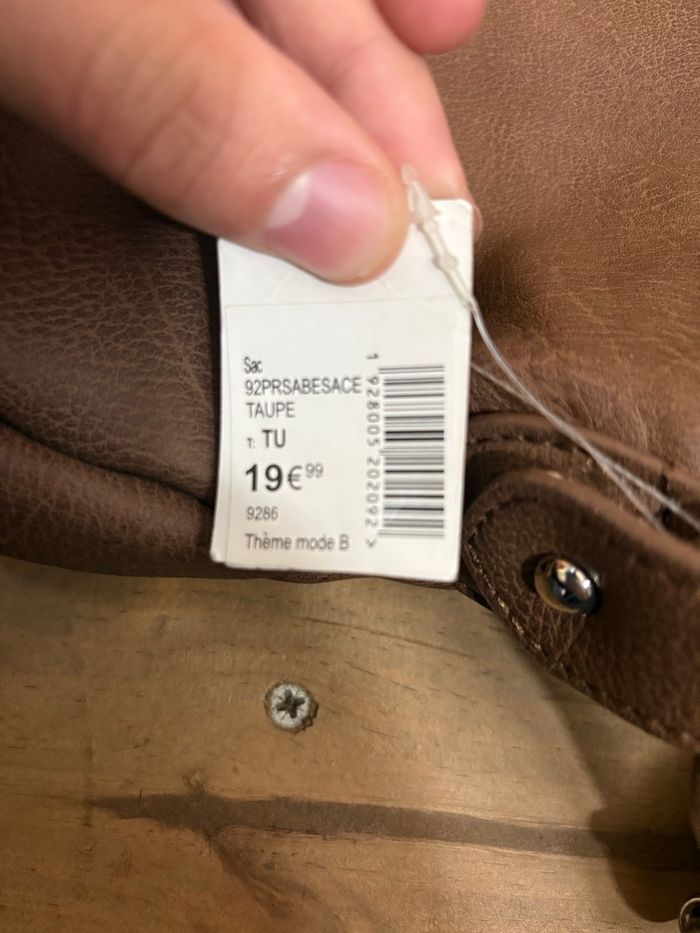 Sac
92PRSABESACE
TAUPE
T: TU
19€99
9286
Thème mode B
1 928005 202092 >